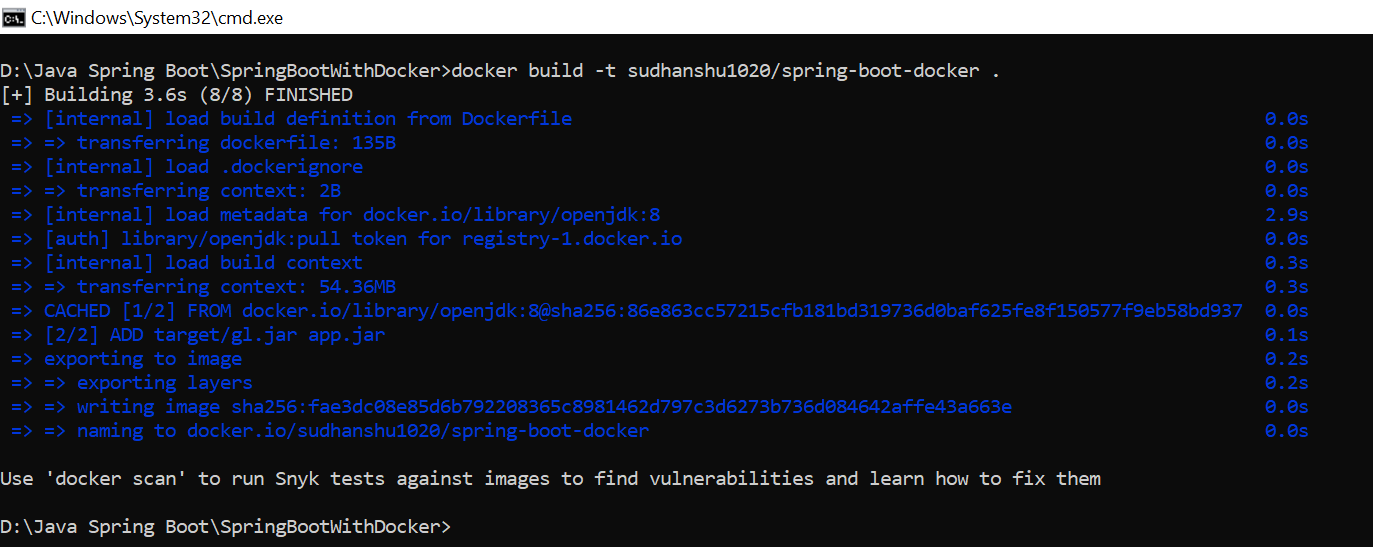 C:\Windows\System32\cmd.exe
D:\Java Spring Boot\SpringBootWithDocker>docker build -t sudhanshu1020/spring-boot-docker .
[+] Building 3.6s (8/8) FINISHED
=> [internal] load build definition from Dockerfile 0.0s
=> => transferring dockerfile: 135B 0.0s
=> [internal] load .dockerignore 0.0s
=> => transferring context: 2B 0.0s
=> [internal] load metadata for docker.io/library/openjdk:8 2.9s
=> [auth] library/openjdk:pull token for registry-1.docker.io 0.0s
=> [internal] load build context 0.3s
=> => transferring context: 54.36MB 0.3s
=> CACHED [1/2] FROM docker.io/library/openjdk:8@sha256:86e863cc57215cfb181bd319736d0baf625fe8f150577f9eb58bd937 0.0s
=> [2/2] ADD target/gl.jar app.jar 0.1s
=> exporting to image 0.2s
=> => exporting layers 0.2s
=> => writing image sha256:fae3dc08e85d6b792208365c8981462d797c3d6273b736d084642affe43a663e 0.0s
=> => naming to docker.io/sudhanshu1020/spring-boot-docker 0.0s
Use 'docker scan' to run Snyk tests against images to find vulnerabilities and learn how to fix them
D:\Java Spring Boot\SpringBootWithDocker>